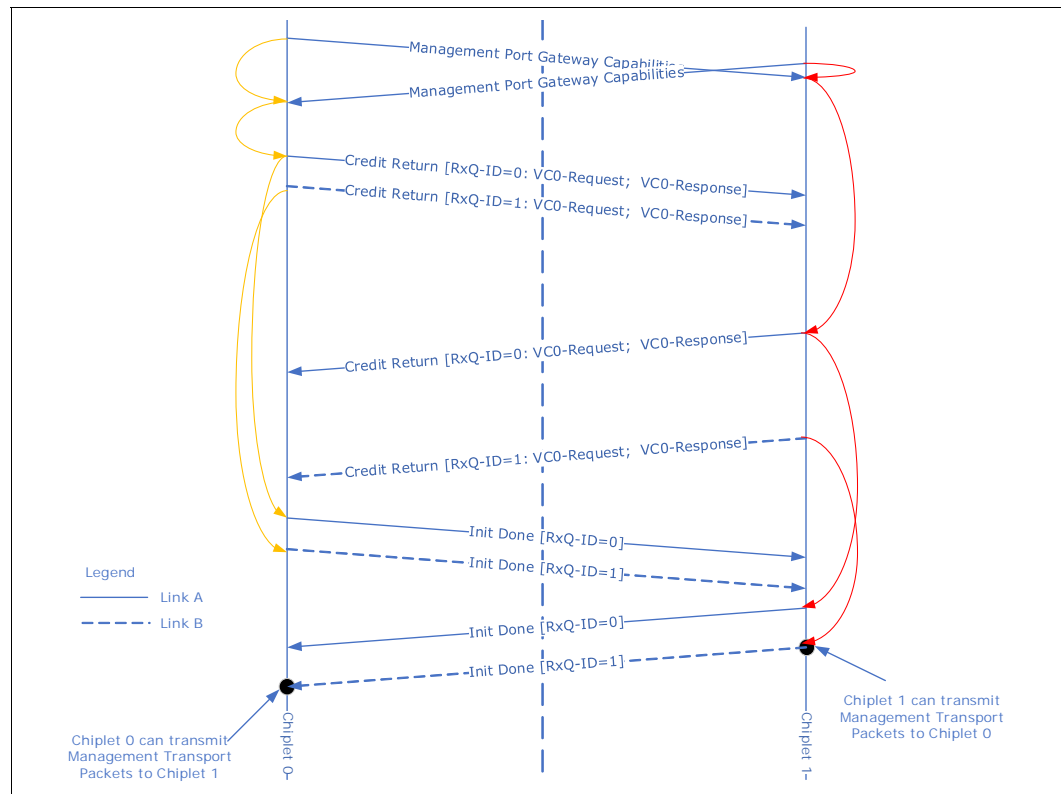 Management Port Gateway Capabilities
Management Port Gateway Capabilities
Credit Return [RxQ-ID=0: VC0-Request; VC0-Response]
Credit Return [RxQ-ID=1: VC0-Request; VC0-Response]
Credit Return [RxQ-ID=0: VC0-Request; VC0-Response]
Credit Return [RxQ-ID=1: VC0-Request; VC0-Response]
Init Done [RxQ-ID=0]
Init Done [RxQ-ID=1]
Legend
Link A
Link B
Init Done [RxQ-ID=0]
Init Done [RxQ-ID=1]
Chiplet 0 can transmit
Management Transport
Packets to Chiplet 1
Chiplet 0
Chiplet 1
Chiplet 1 can transmit
Management Transport
Packets to Chiplet 0